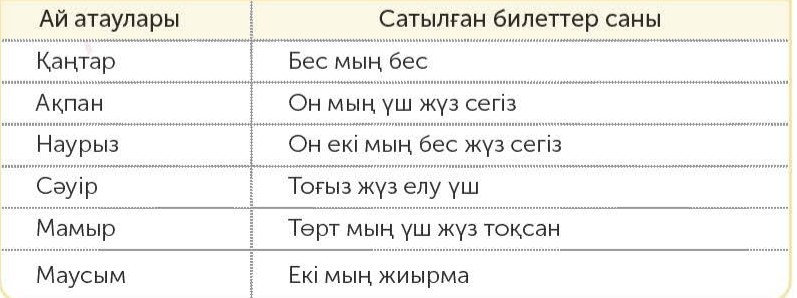 Ай атаулары Сатылған билеттер саны
Қаңтар Бес мың бес
Ақпан Он мың үш жүз сегіз
Наурыз Он екі мың бес жүз сегіз
Сәуір Тоғыз жүз елу үш
Мамыр Төрт мың үш жүз тоқсан
Маусым Екі мың жиырма